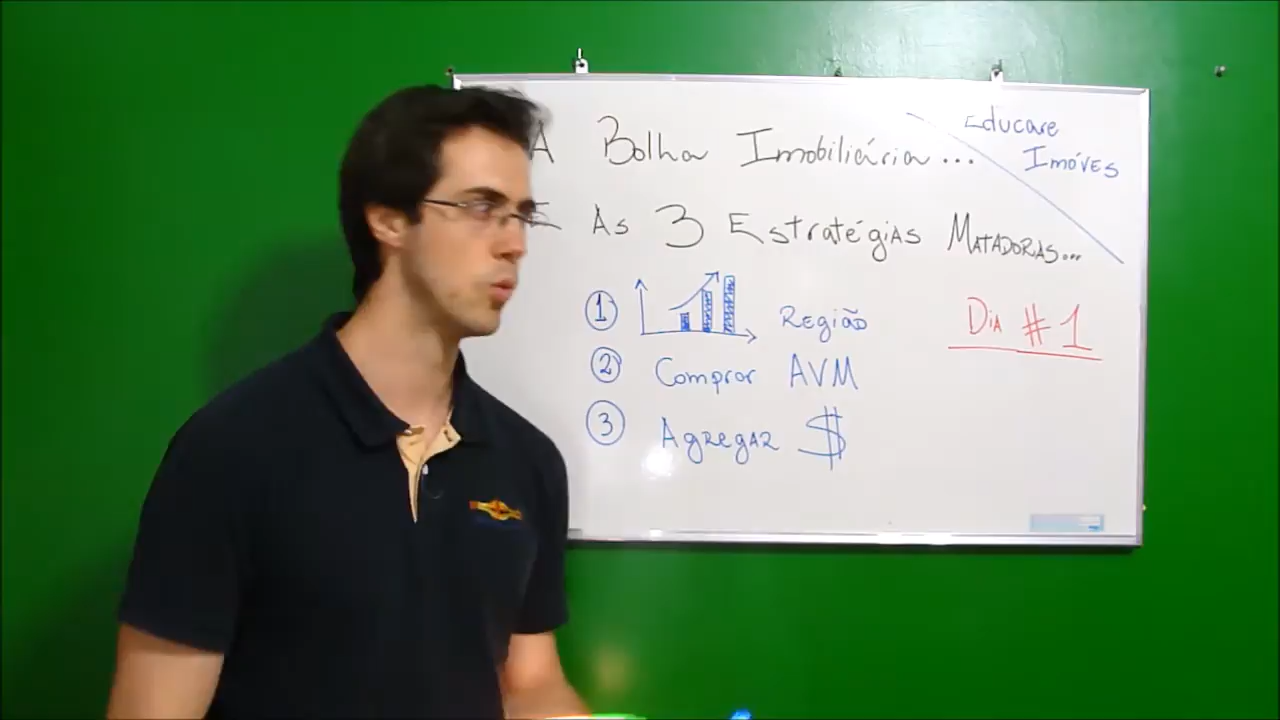 A Bolha Imobiliária...
Educare
Imóves
E As 3 Estratégias MATADORAS...
1 Região
2 Comprar AVM
3 Agregar $
Dia #1